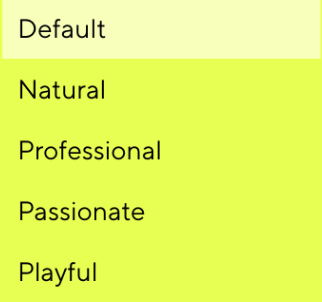 Default
Natural
Professional
Passionate
Playful